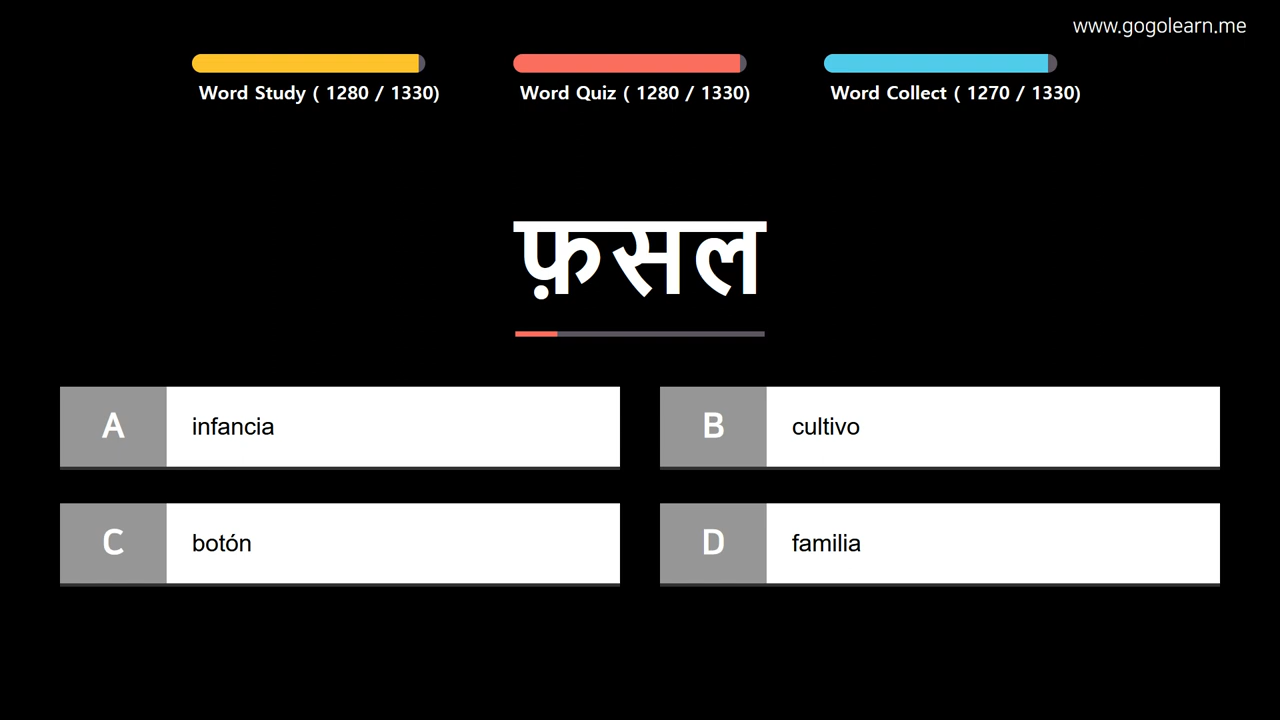 www.gogolearn.me
Word Study ( 1280 / 1330)
Word Quiz ( 1280 / 1330)
Word Collect ( 1270 / 1330)
फ़सल
A infancia
B cultivo
C botón
D familia